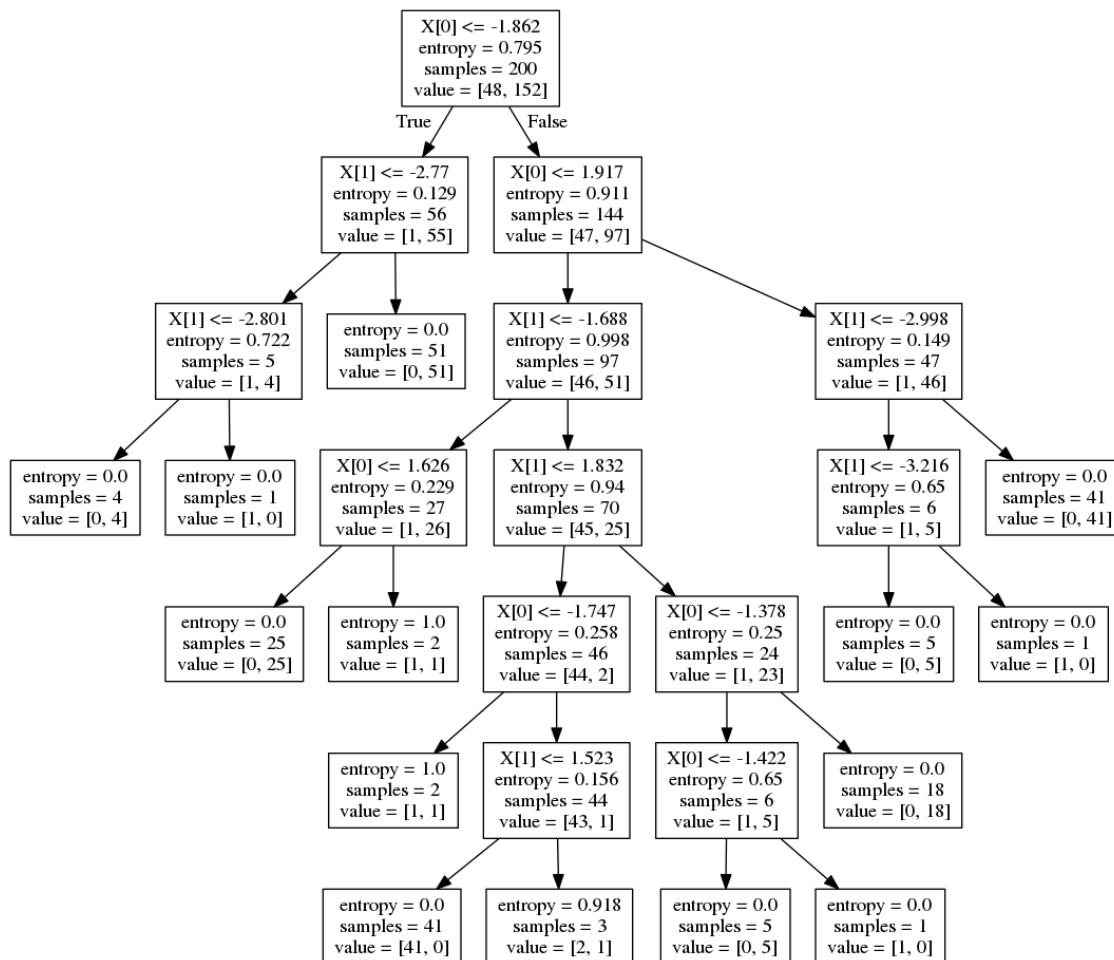 X[0] <= -1.862
entropy = 0.795
samples = 200
value = [48, 152]
True
False
X[1] <= -2.77
entropy = 0.129
samples = 56
value = [1, 55]
X[0] <= 1.917
entropy = 0.911
samples = 144
value = [47, 97]
X[1] <= -2.801
entropy = 0.722
samples = 5
value = [1, 4]
entropy = 0.0
samples = 51
value = [0, 51]
X[1] <= -1.688
entropy = 0.998
samples = 97
value = [46, 51]
X[1] <= -2.998
entropy = 0.149
samples = 47
value = [1, 46]
entropy = 0.0
samples = 4
value = [0, 4]
entropy = 0.0
samples = 1
value = [1, 0]
X[0] <= 1.626
entropy = 0.229
samples = 27
value = [1, 26]
X[1] <= 1.832
entropy = 0.94
samples = 70
value = [45, 25]
X[1] <= -3.216
entropy = 0.65
samples = 6
value = [1, 5]
entropy = 0.0
samples = 41
value = [0, 41]
entropy = 0.0
samples = 25
value = [0, 25]
entropy = 1.0
samples = 2
value = [1, 1]
X[0] <= -1.747
entropy = 0.258
samples = 46
value = [44, 2]
X[0] <= -1.378
entropy = 0.25
samples = 24
value = [1, 23]
entropy = 0.0
samples = 5
value = [0, 5]
entropy = 0.0
samples = 1
value = [1, 0]
entropy = 1.0
samples = 2
value = [1, 1]
X[1] <= 1.523
entropy = 0.156
samples = 44
value = [43, 1]
X[0] <= -1.422
entropy = 0.65
samples = 6
value = [1, 5]
entropy = 0.0
samples = 18
value = [0, 18]
entropy = 0.0
samples = 41
value = [41, 0]
entropy = 0.918
samples = 3
value = [2, 1]
entropy = 0.0
samples = 5
value = [0, 5]
entropy = 0.0
samples = 1
value = [1, 0]